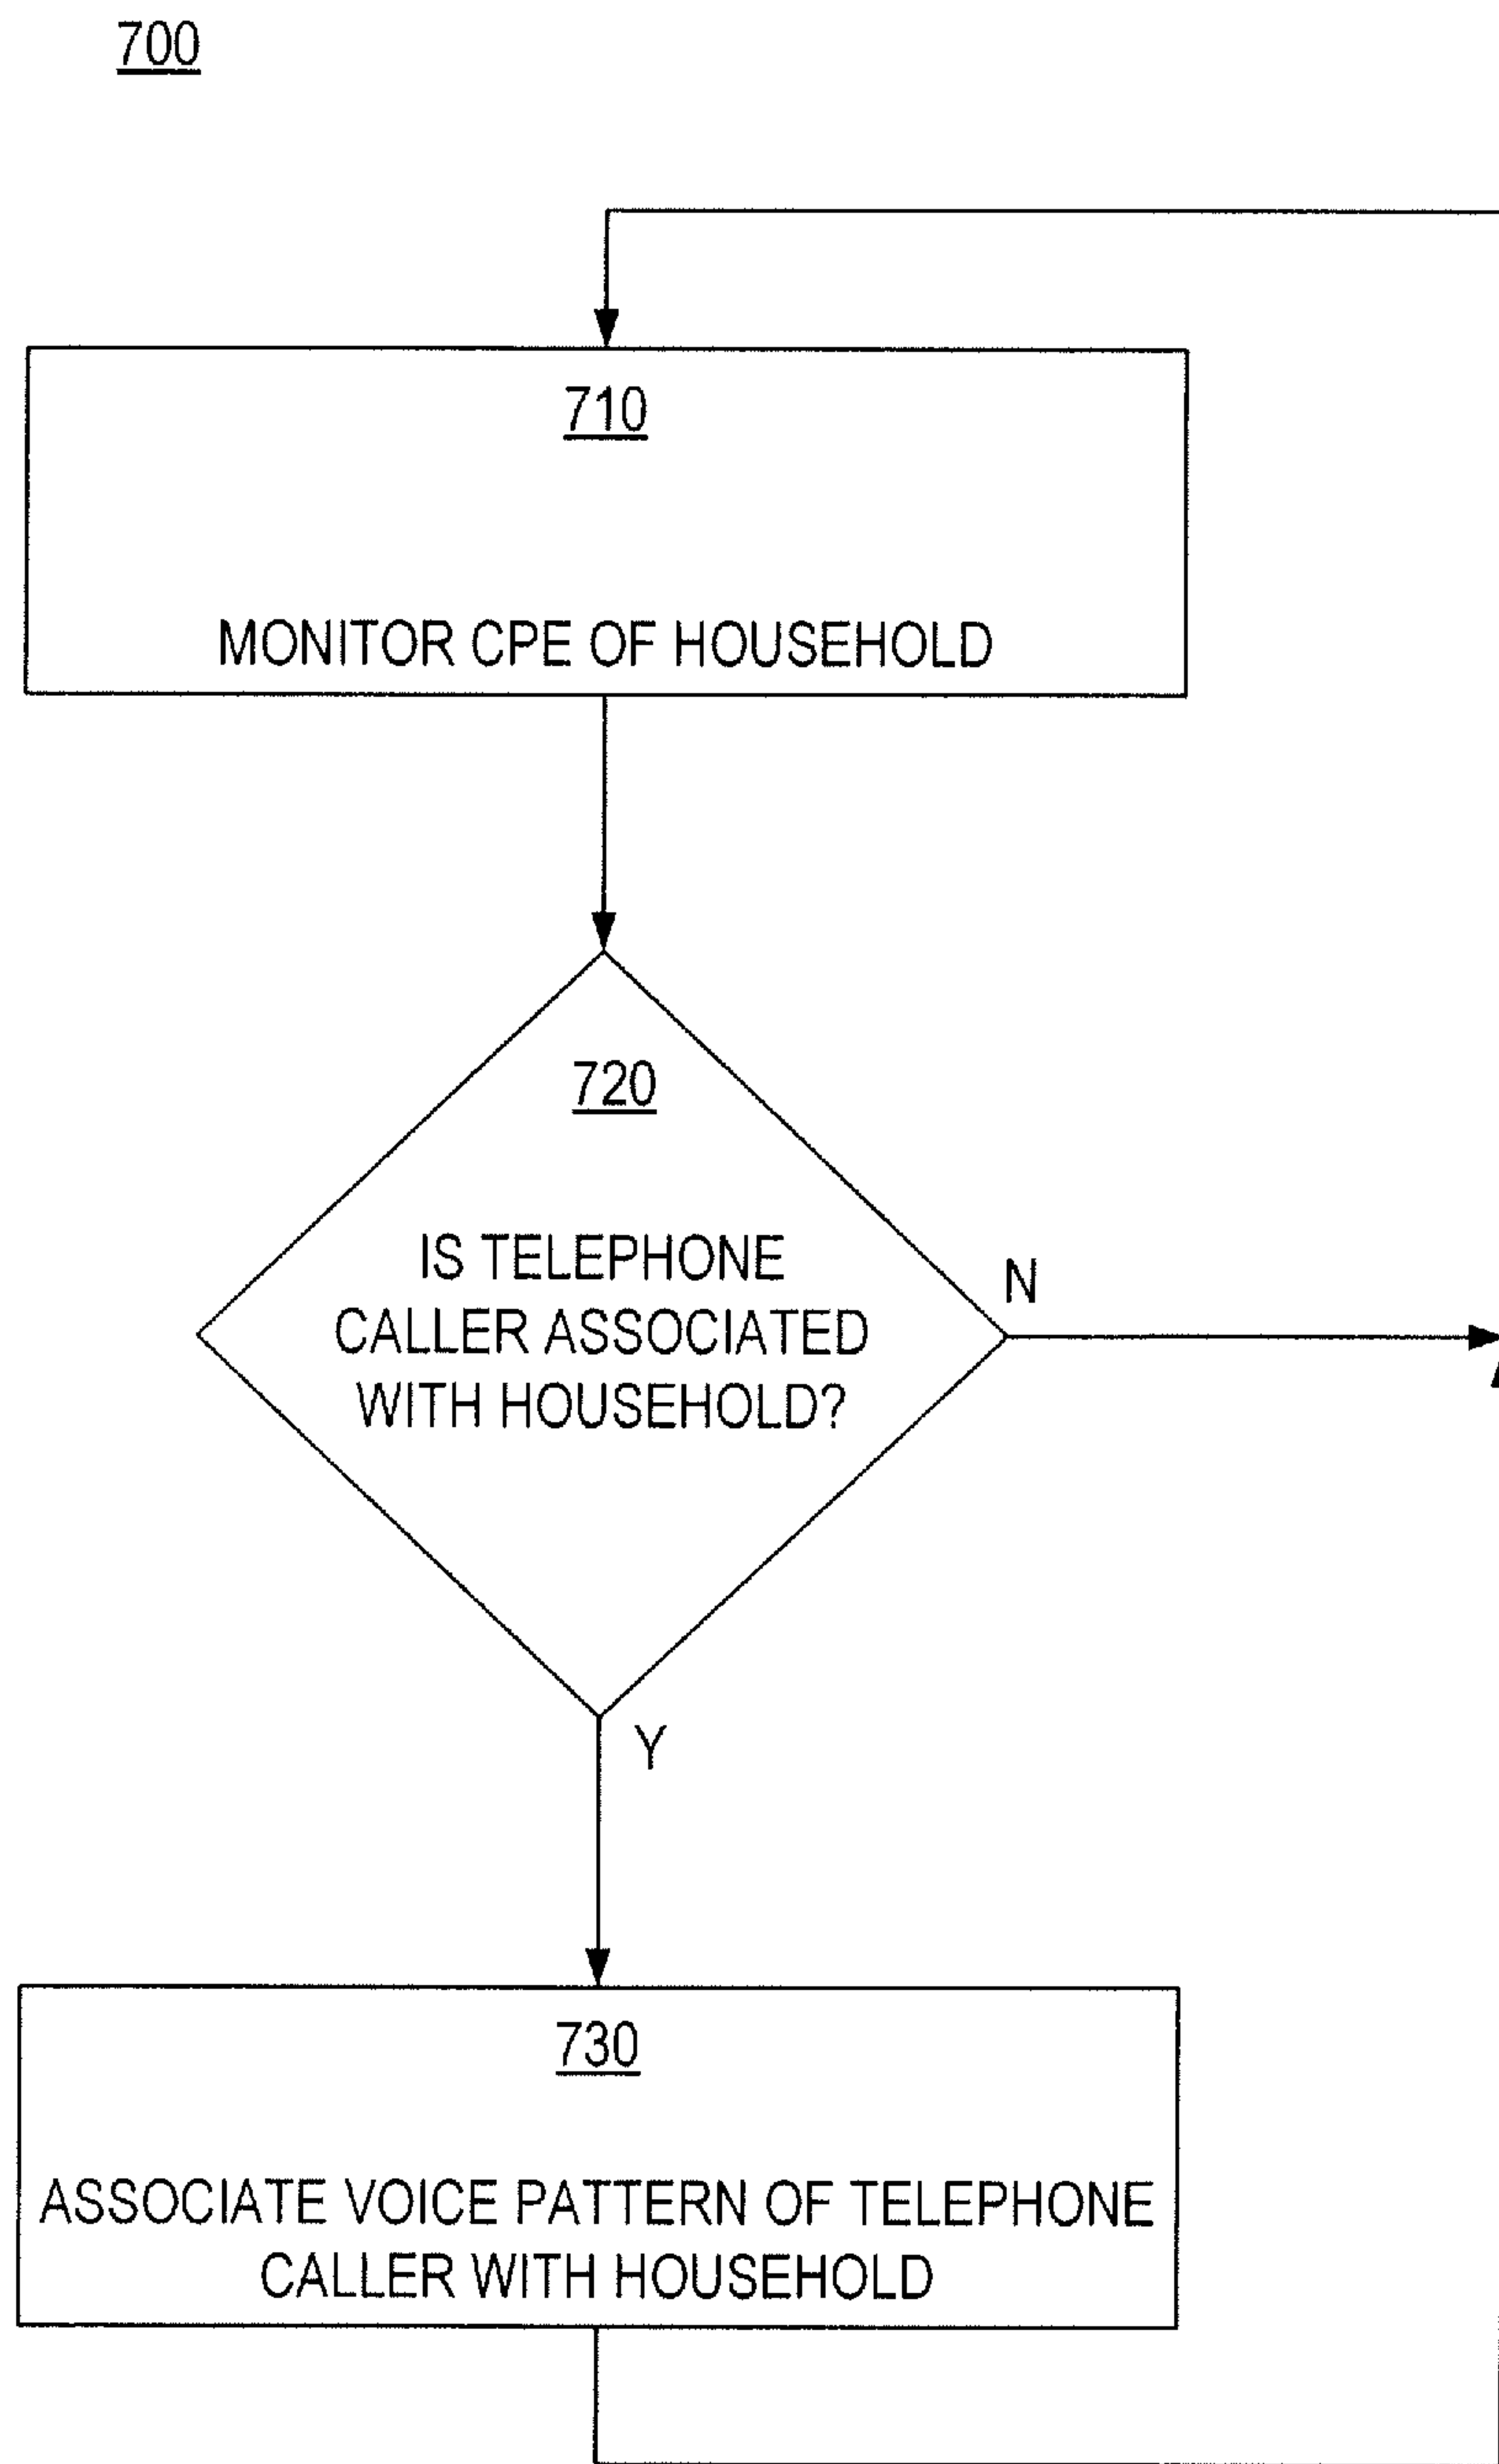 700
710
MONITOR CPE OF HOUSEHOLD
720
IS TELEPHONE
CALLER ASSOCIATED
WITH HOUSEHOLD?
N
Y
730
ASSOCIATE VOICE PATTERN OF TELEPHONE
CALLER WITH HOUSEHOLD